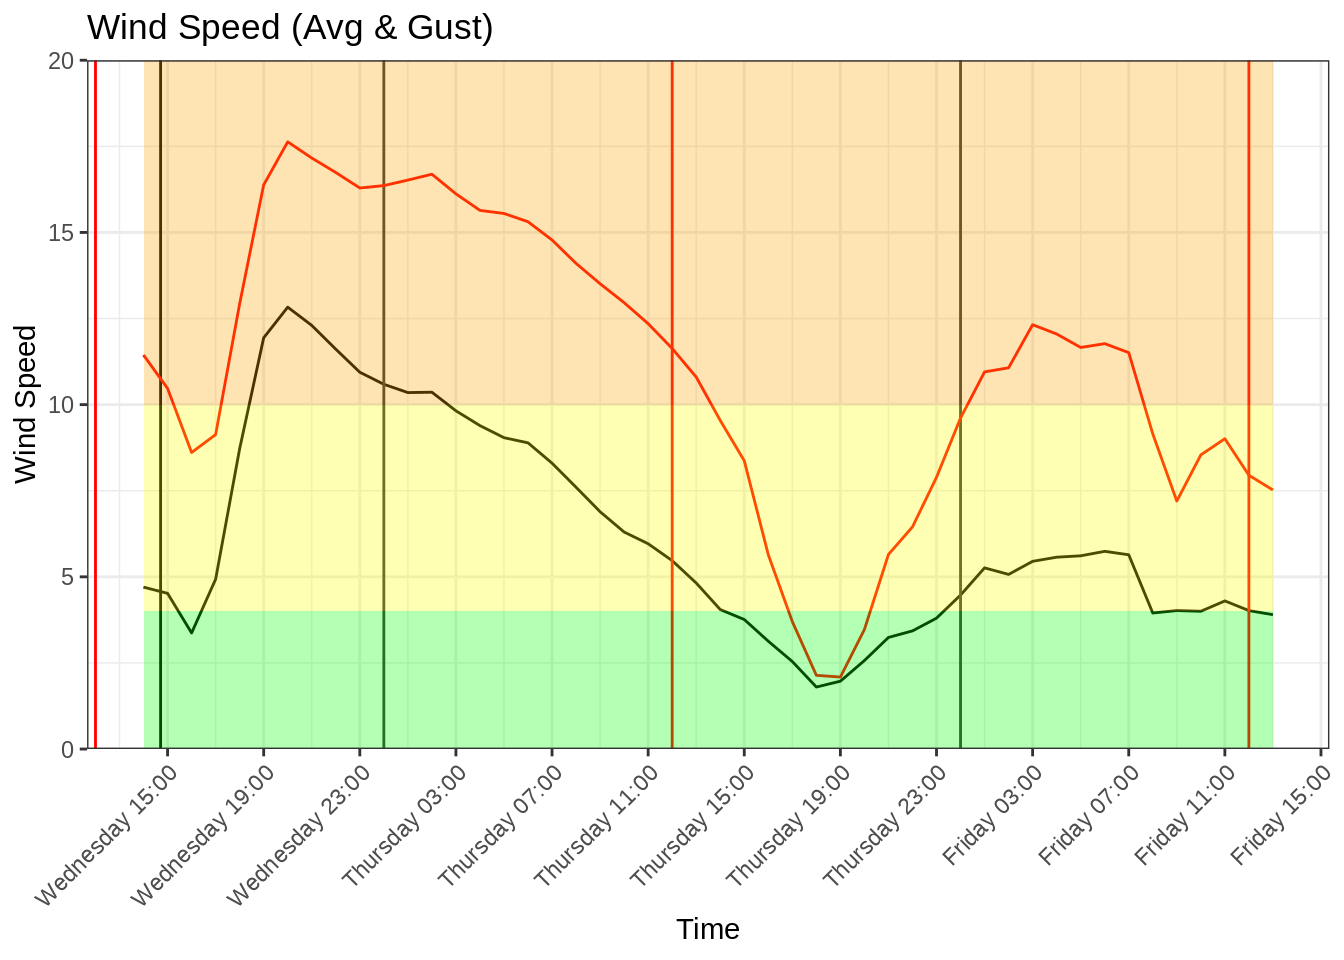 Wind Speed (Avg & Gust)
20
15
10
5
0
Wind Speed
Wednesday 15:00
Wednesday 19:00
Wednesday 23:00
Thursday 03:00
Thursday 07:00
Thursday 11:00
Thursday 15:00
Thursday 19:00
Thursday 23:00
Friday 03:00
Friday 07:00
Friday 11:00
Friday 15:00
Time